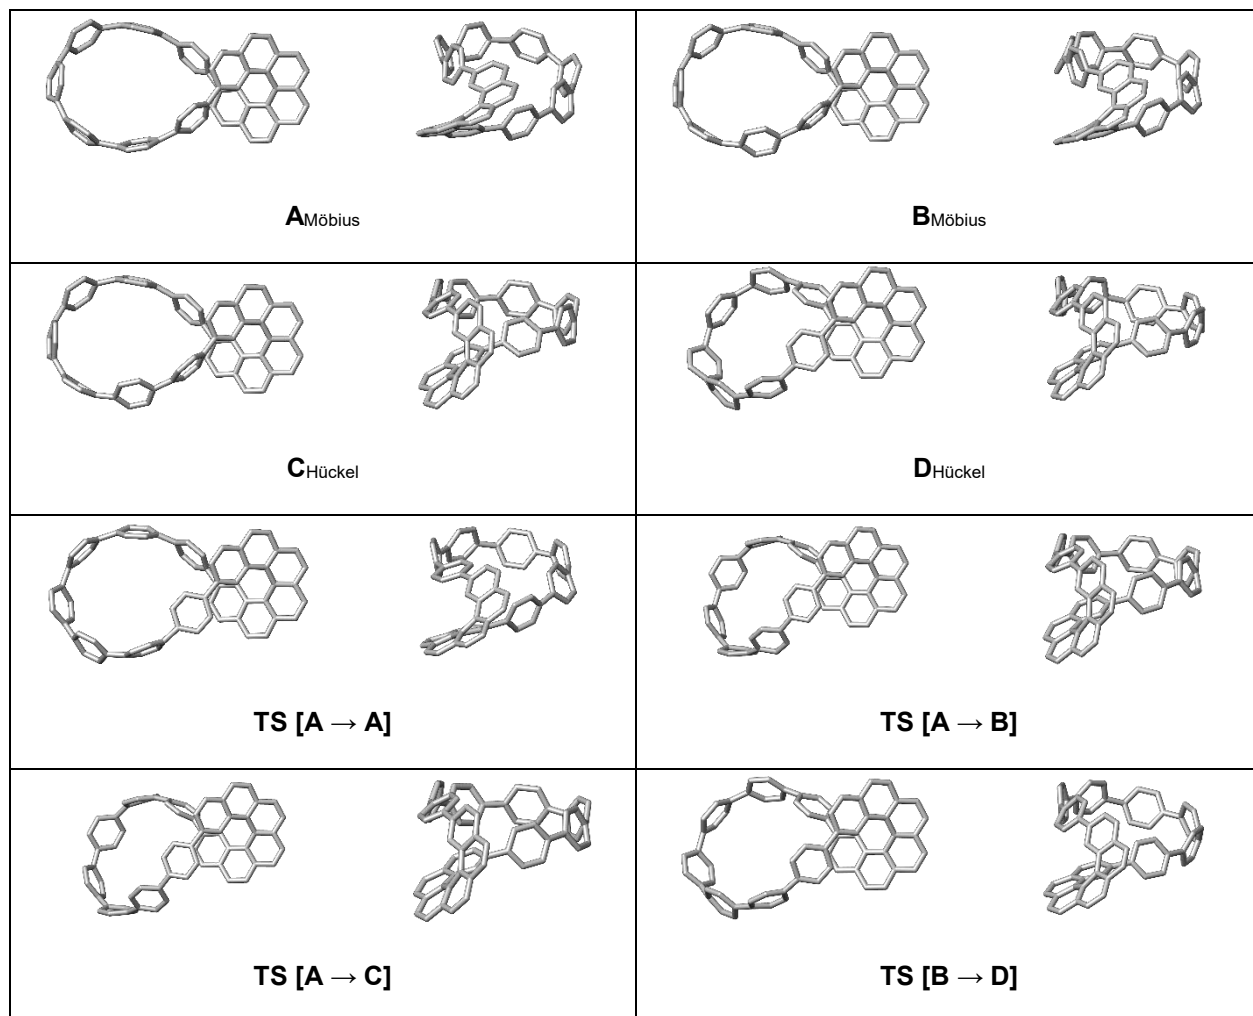 AMöbius
BMöbius
CHückel
DHückel
TS [A → A]
TS [A → B]
TS [A → C]
TS [B → D]